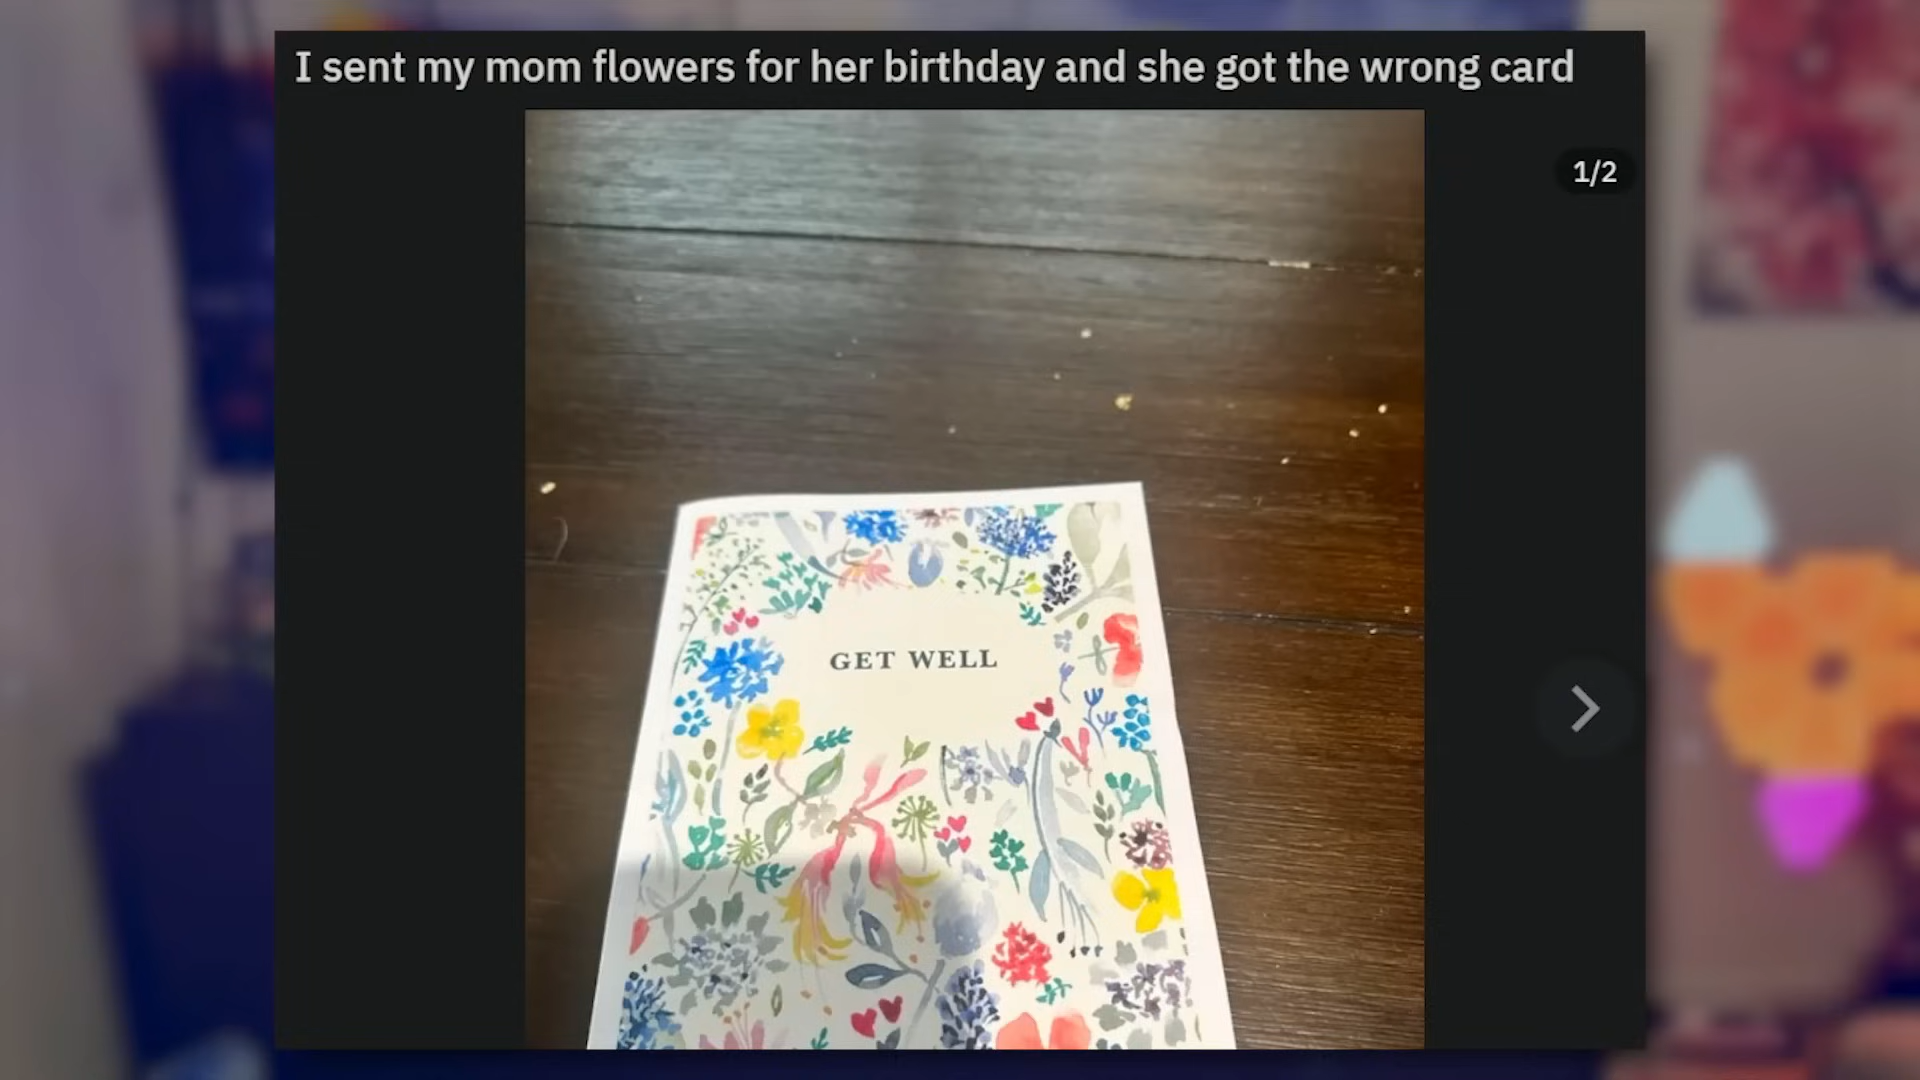 I sent my mom flowers for her birthday and she got the wrong card
1/2
GET WELL